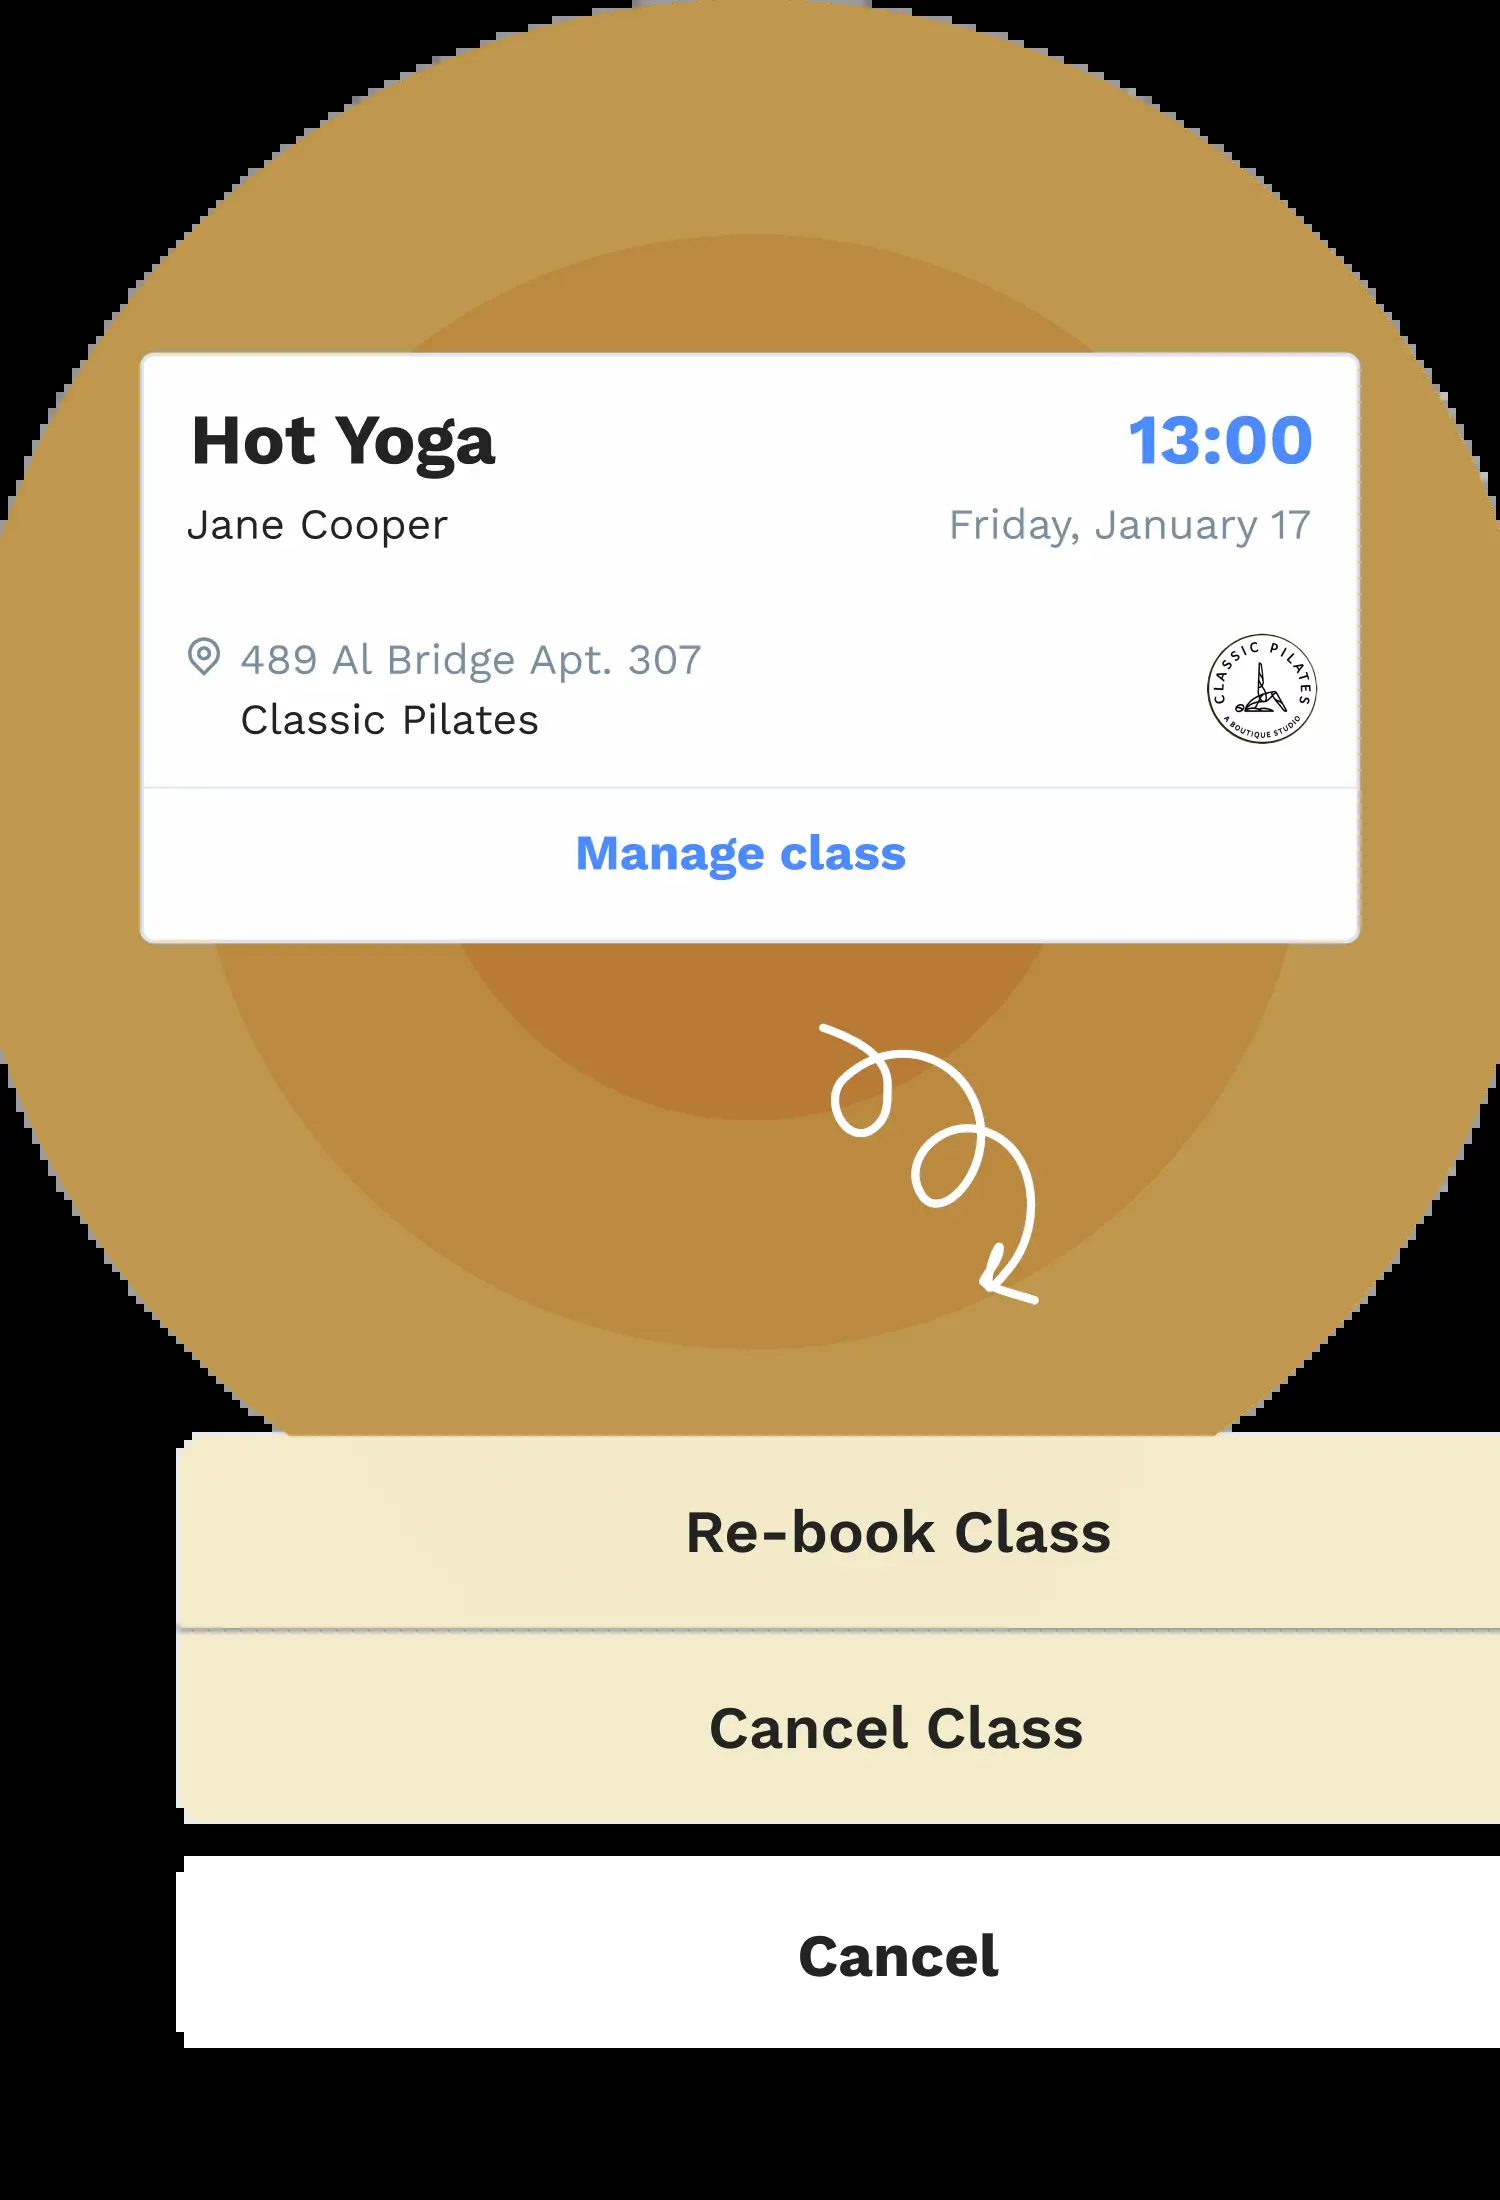 Hot Yoga
13:00
Jane Cooper
Friday, January 17
489 Al Bridge Apt. 307
Classic Pilates
CLASSIC PILATES
A BOUTIQUE STUDIO
Manage class
Re-book Class
Cancel Class
Cancel